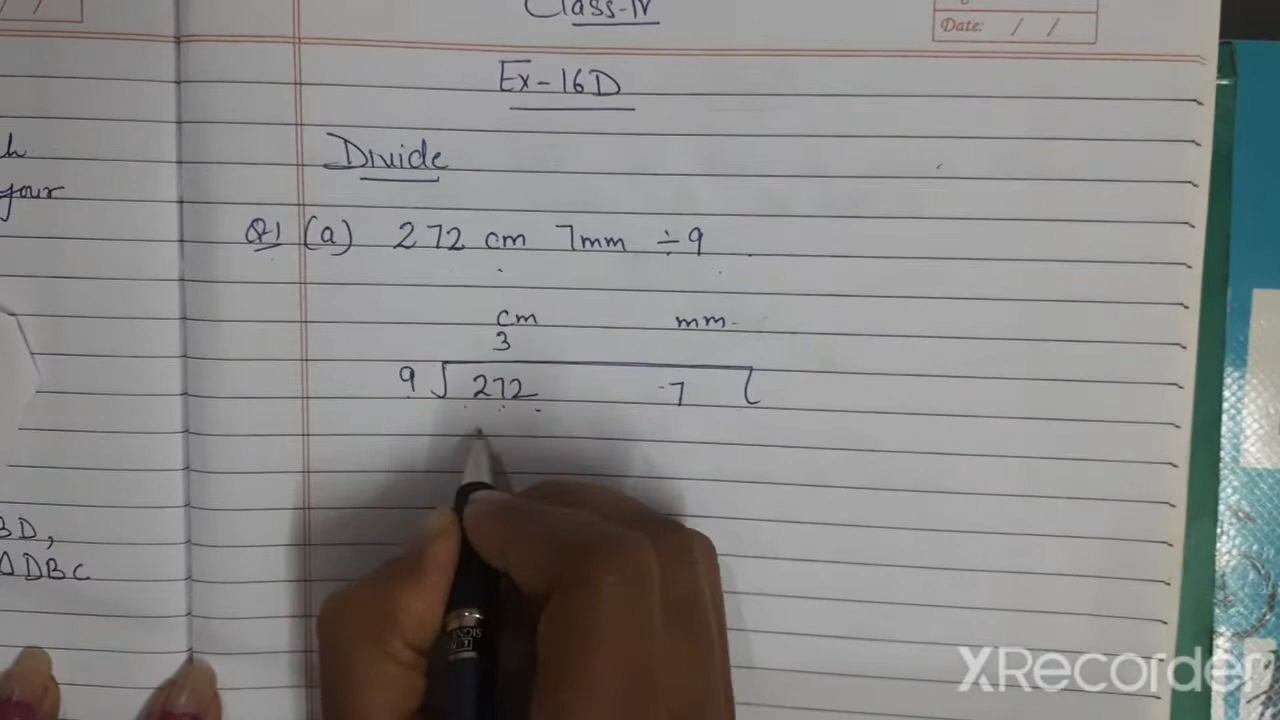 Class-IV
Date: / /
Ex-16D
Divide
your
Q1 (a) 272 cm 7mm ÷9
cm mm
3
9 272 7
BD,
ΔDBC
XRecorder